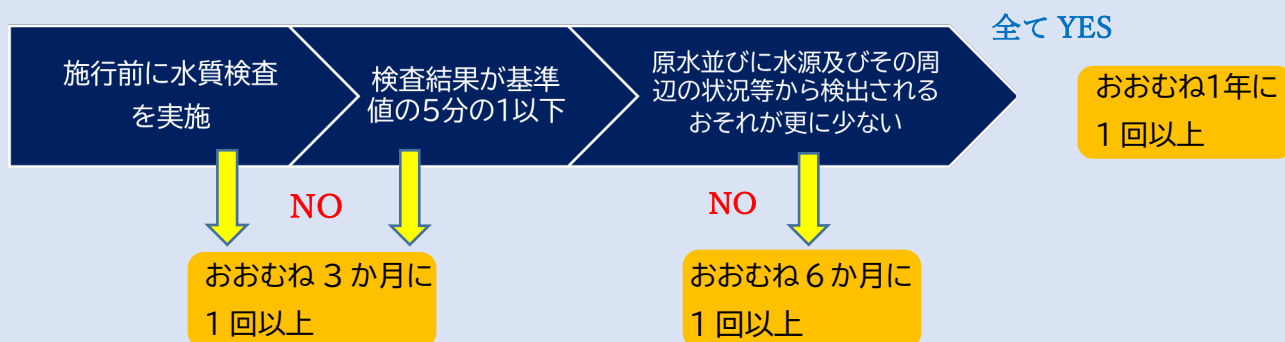 施行前に水質検査
を実施
検査結果が基準
値の5分の1以下
原水並びに水源及びその周
辺の状況等から検出される
おそれが更に少ない
全て YES
おおむね1年に
1 回以上
NO
NO
おおむね 3 か月に
1 回以上
おおむね 6 か月に
1 回以上